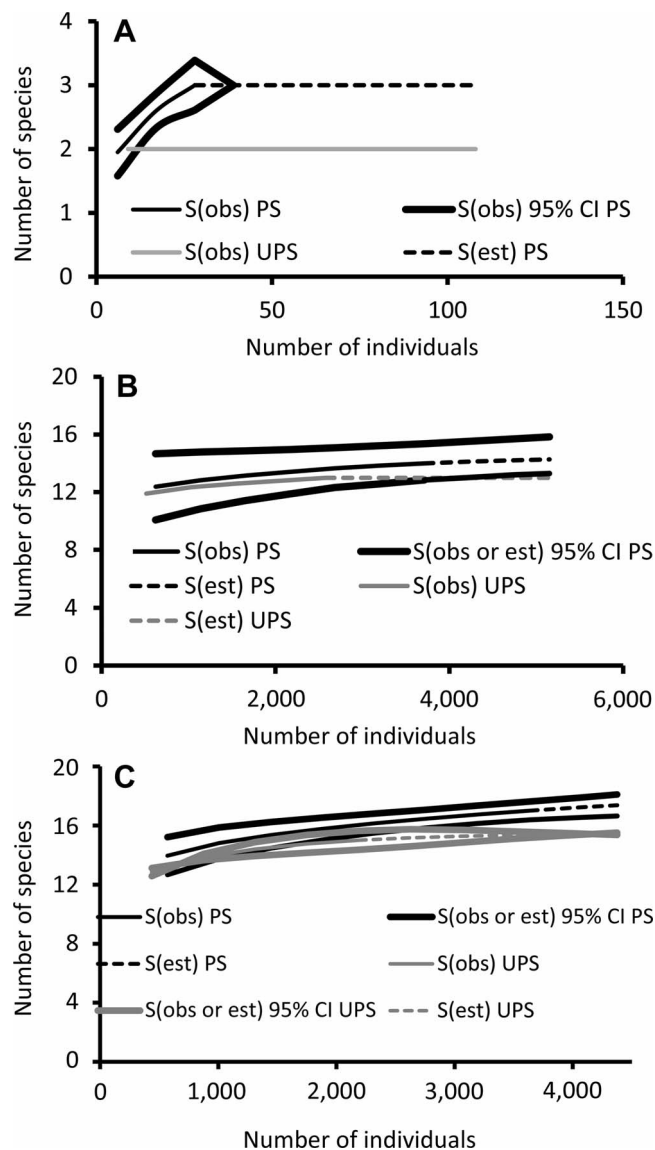 A
Number of species
4
3
2
1
0
S(obs) PS
S(obs) 95% CI PS
S(obs) UPS
S(est) PS
0 50 100 150
Number of individuals
B
Number of species
20
16
12
8
4
0
S(obs) PS
S(obs or est) 95% CI PS
S(est) PS
S(obs) UPS
S(est) UPS
0 2,000 4,000 6,000
Number of individuals
C
Number of species
20
16
12
8
4
0
S(obs) PS
S(obs or est) 95% CI PS
S(est) PS
S(obs) UPS
S(obs or est) 95% CI UPS
S(est) UPS
0 1,000 2,000 3,000 4,000
Number of individuals